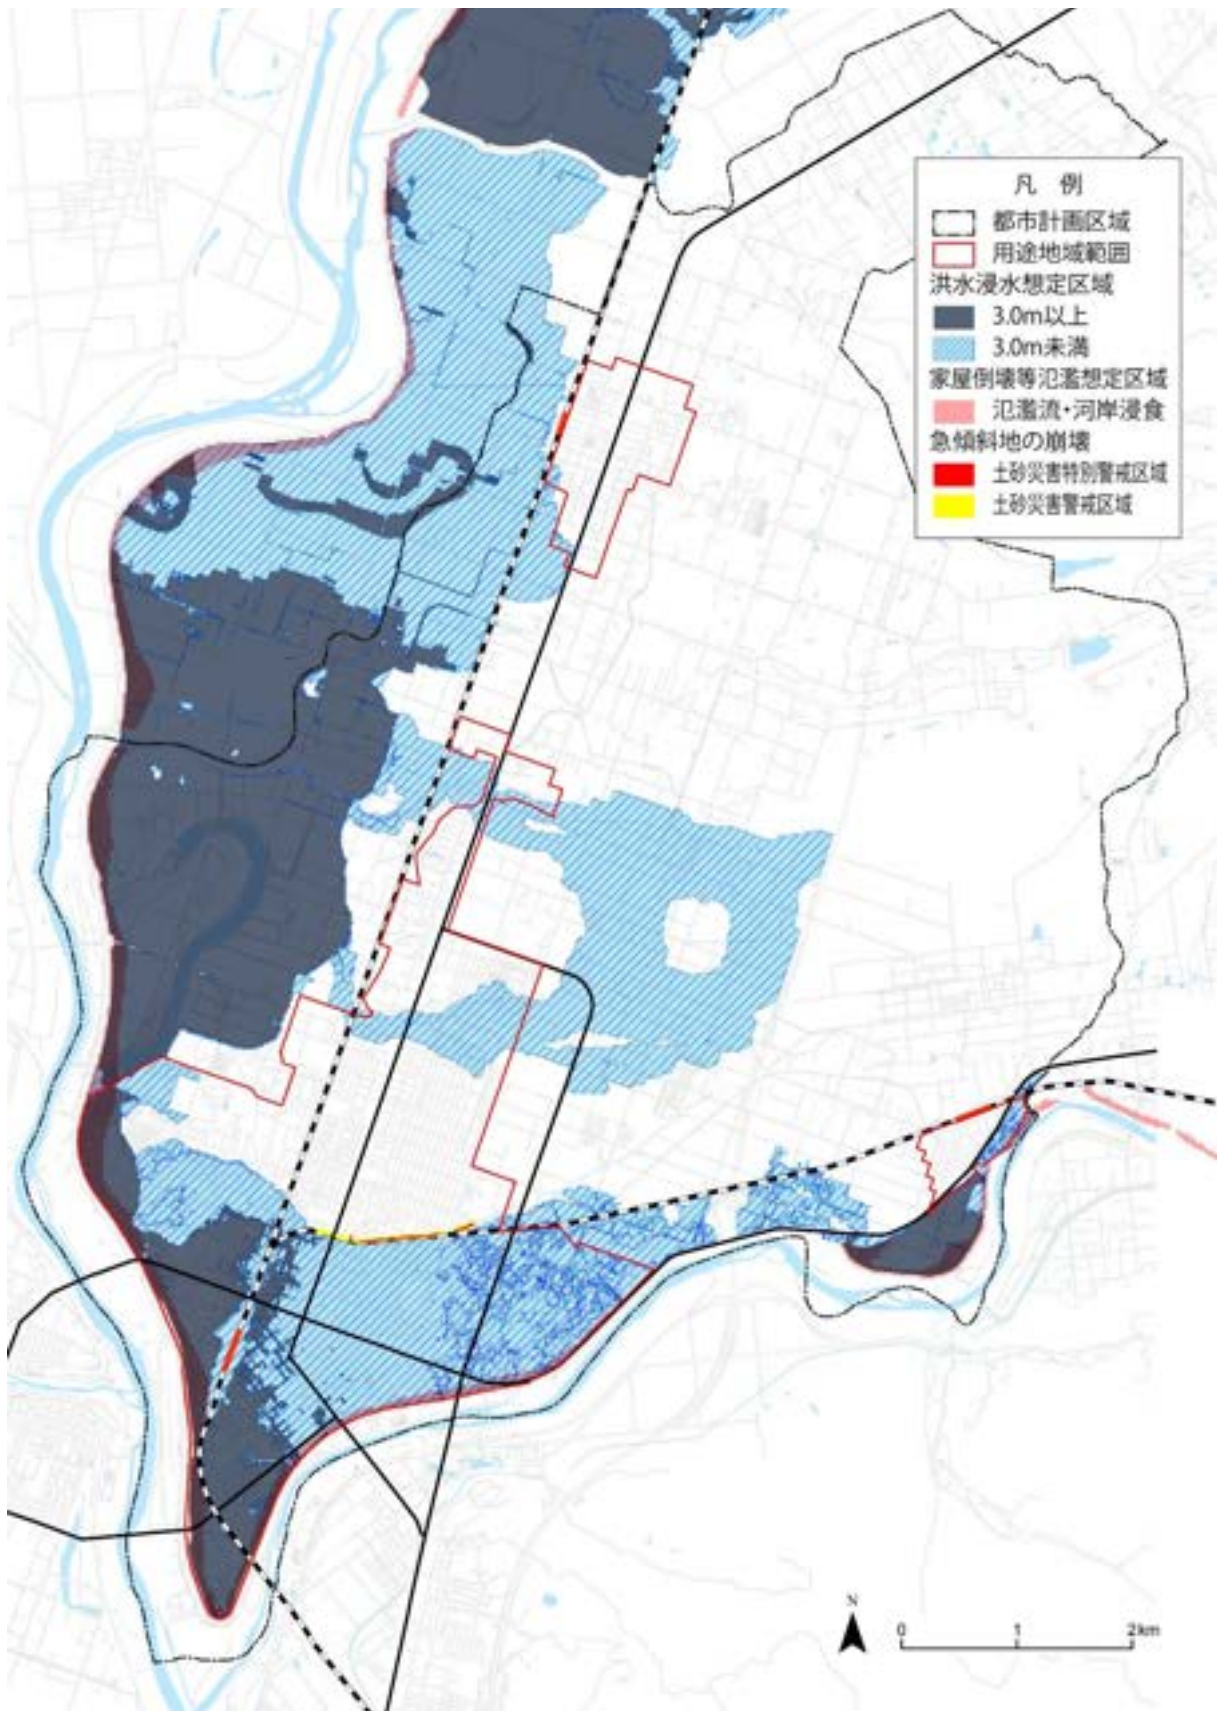 凡 例
都市計画区域
用途地域範囲
洪水浸水想定区域
3.0m以上
3.0m未満
家屋倒壊等氾濫想定区域
氾濫流・河岸浸食
急傾斜地の崩壊
土砂災害特別警戒区域
土砂災害警戒区域
N
0 1 2km